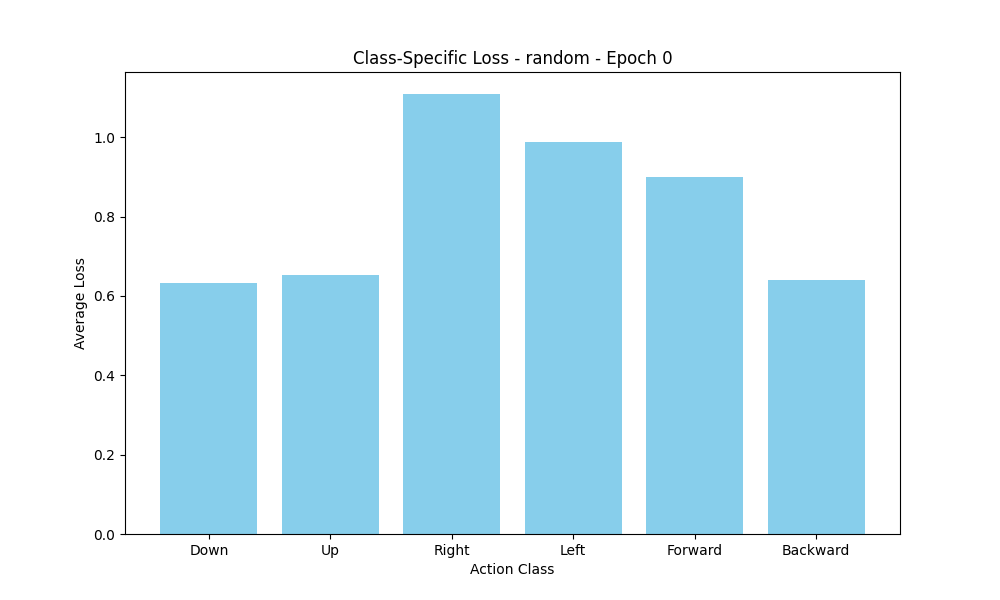 Class-Specific Loss - random - Epoch 0
Average Loss
1.0
0.8
0.6
0.4
0.2
0.0
Down Up Right Left Forward Backward
Action Class